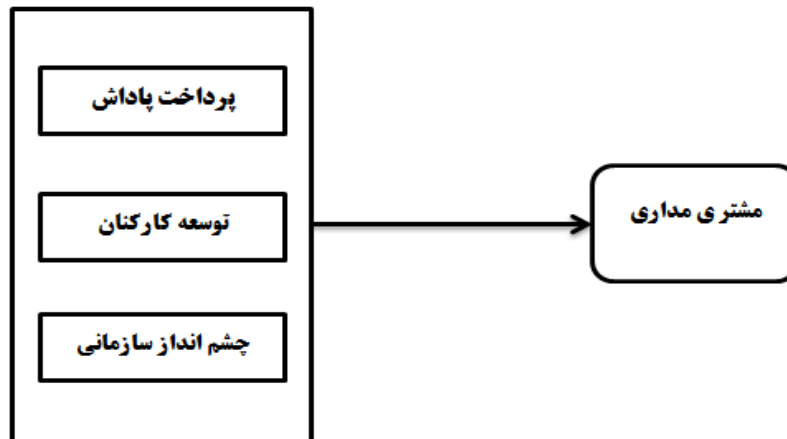 پرداخت پاداش
توسعه کارکنان
مشتری مداری
چشم انداز سازمانی